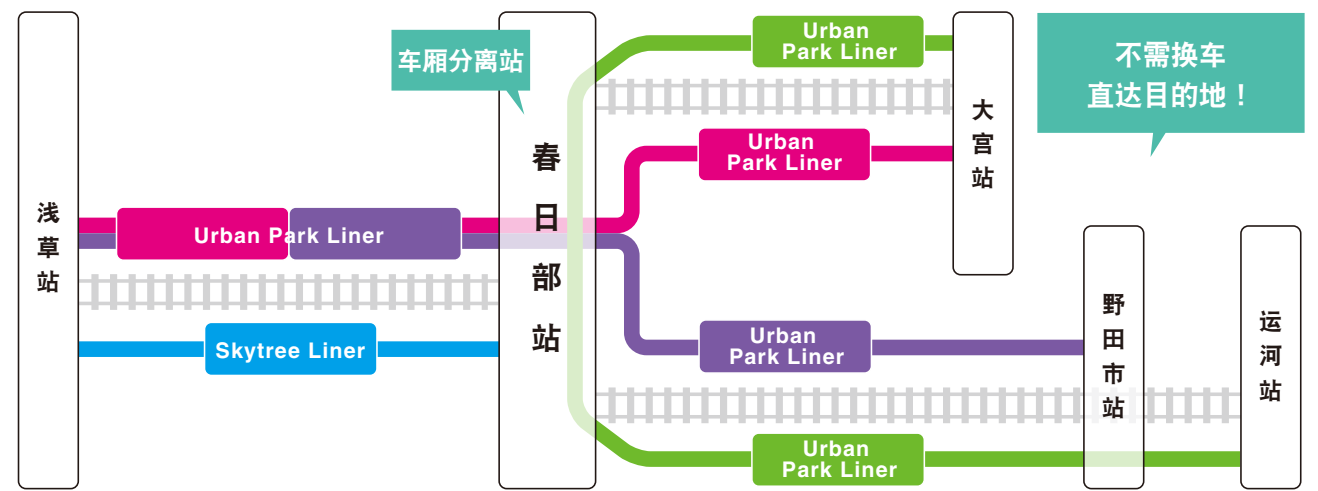 浅草站
Urban Park Liner
Skytree Liner
车厢分离站
春日部站
Urban
Park Liner
Urban
Park Liner
Urban
Park Liner
Urban
Park Liner
大宫站
不需换车
直达目的地！
野田市站
运河站